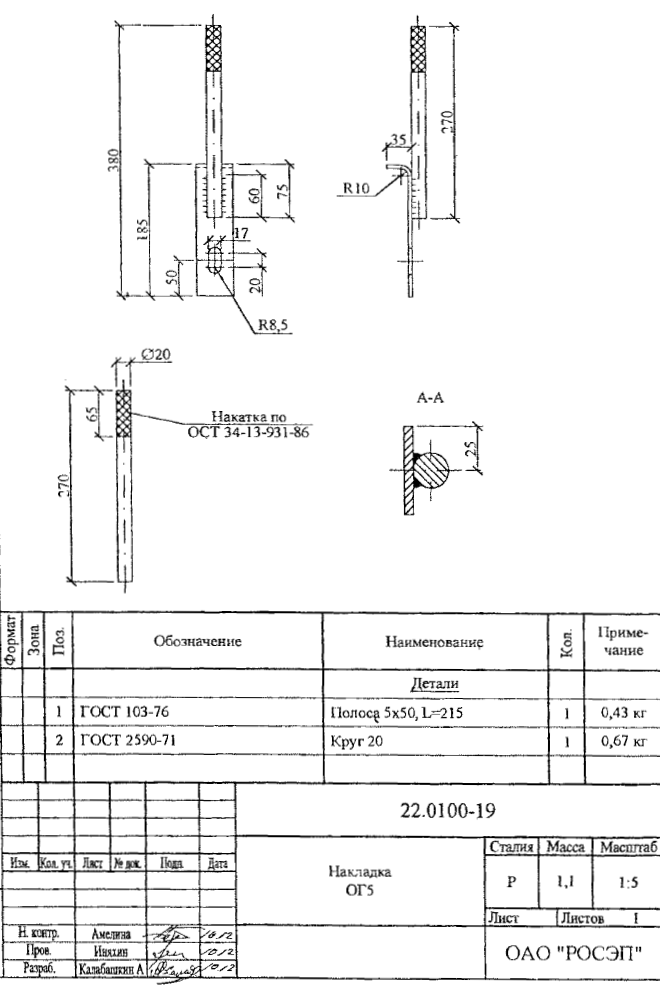 380
185
50
60
75
17
20
R8,5
35
R10
270
Ø20
65
270
Накатка по
ОСТ 34-13-931-86
А-А
25
Формат
Зона
Поз.
Обозначение
Наименование
Кол.
Приме-
чание
Детали
1 ГОСТ 103-76 Полоса 5х50, L=215 1 0,43 кг
2 ГОСТ 2590-71 Круг 20 1 0,67 кг
22.0100-19
Изм. Кол. уч. Лист № док. Подп. Дата
Накладка
ОГ5
Стадия Масса Масштаб
Р 1,1 1:5
Лист Листов 1
Н. контр. Амелина 10.12
Пров. Иняхин 10.12
Разраб. Калабашкин А 10.12
ОАО "РОСЭП"